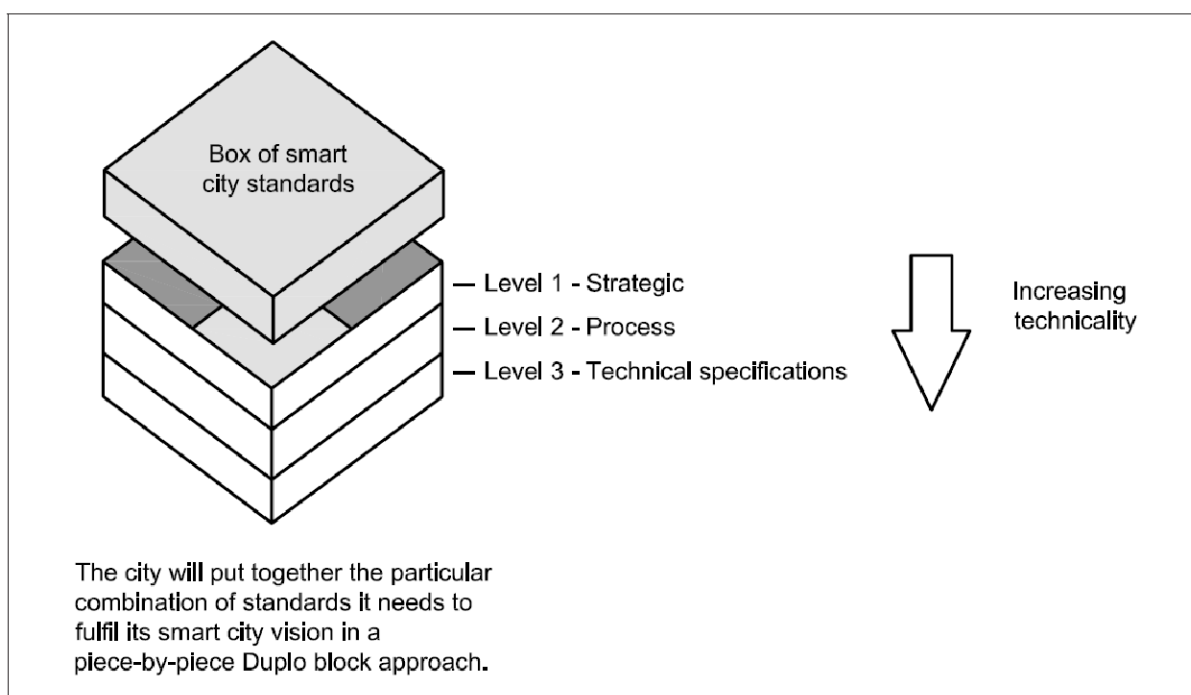 Box of smart
city standards
Level 1 - Strategic
Level 2 - Process
Level 3 - Technical specifications
Increasing
technicality
The city will put together the particular
combination of standards it needs to
fulfil its smart city vision in a
piece-by-piece Duplo block approach.